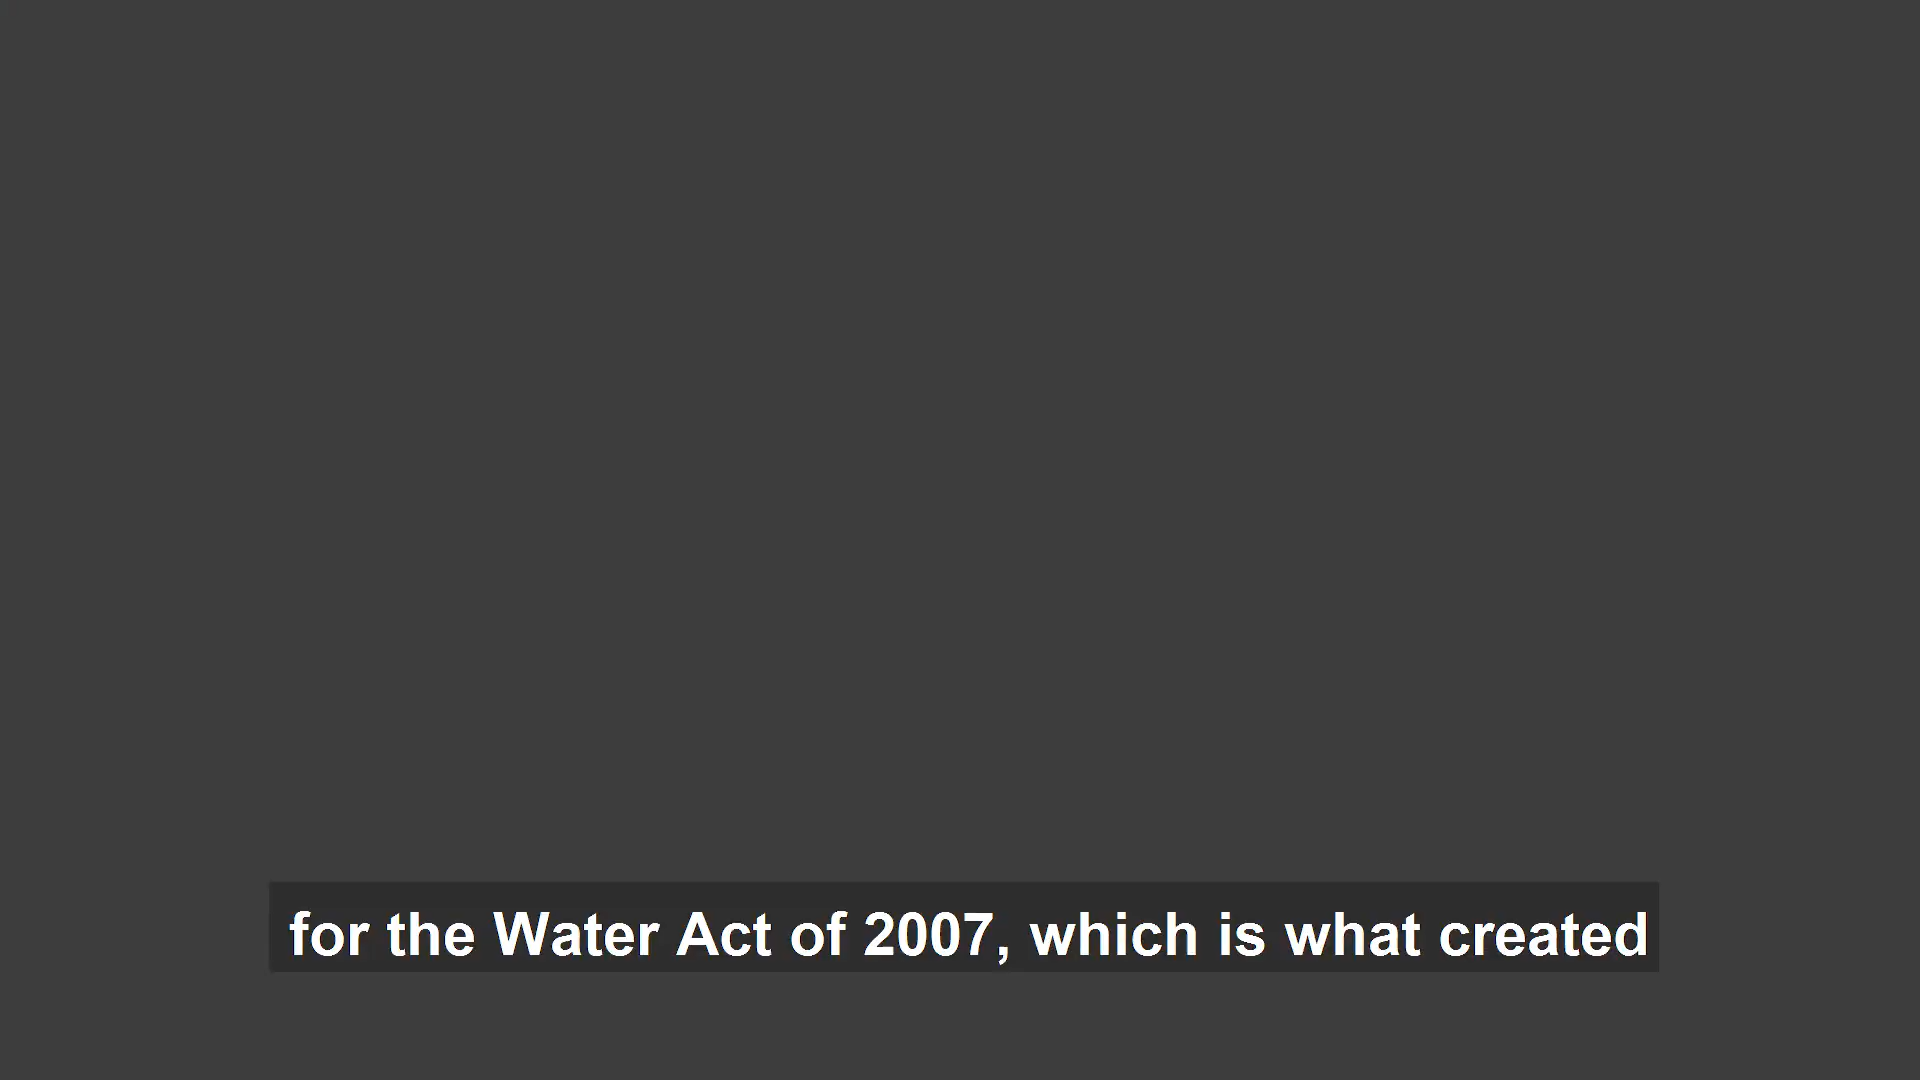 for the Water Act of 2007, which is what created